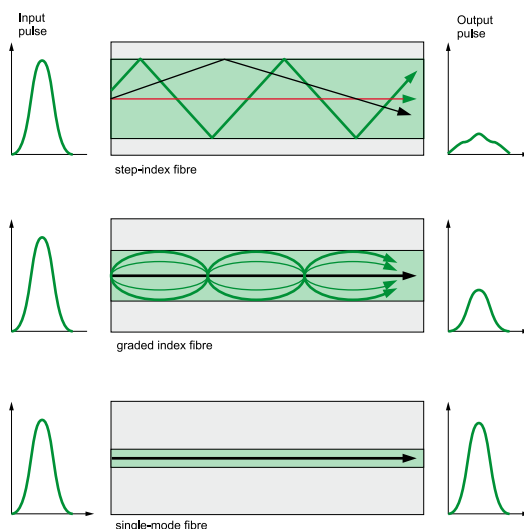 Input
pulse
Output
pulse
step-index fibre
graded index fibre
single-mode fibre